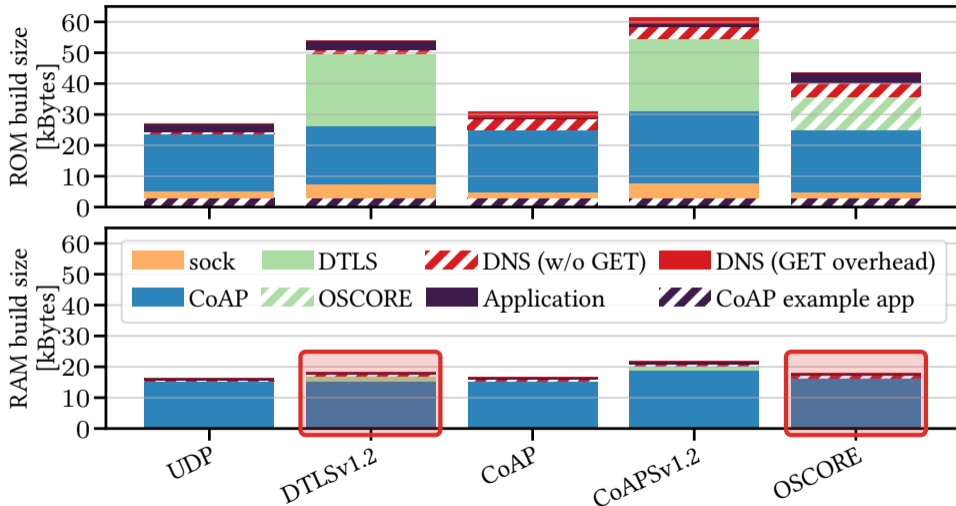 ROM build size
[kBytes]
60
50
40
30
20
10
0
RAM build size
[kBytes]
60
50
40
30
20
10
0
sock DTLS DNS (w/o GET) DNS (GET overhead)
CoAP OSCORE Application CoAP example app
UDP DTLSv1.2 CoAP CoAPSv1.2 OSCORE